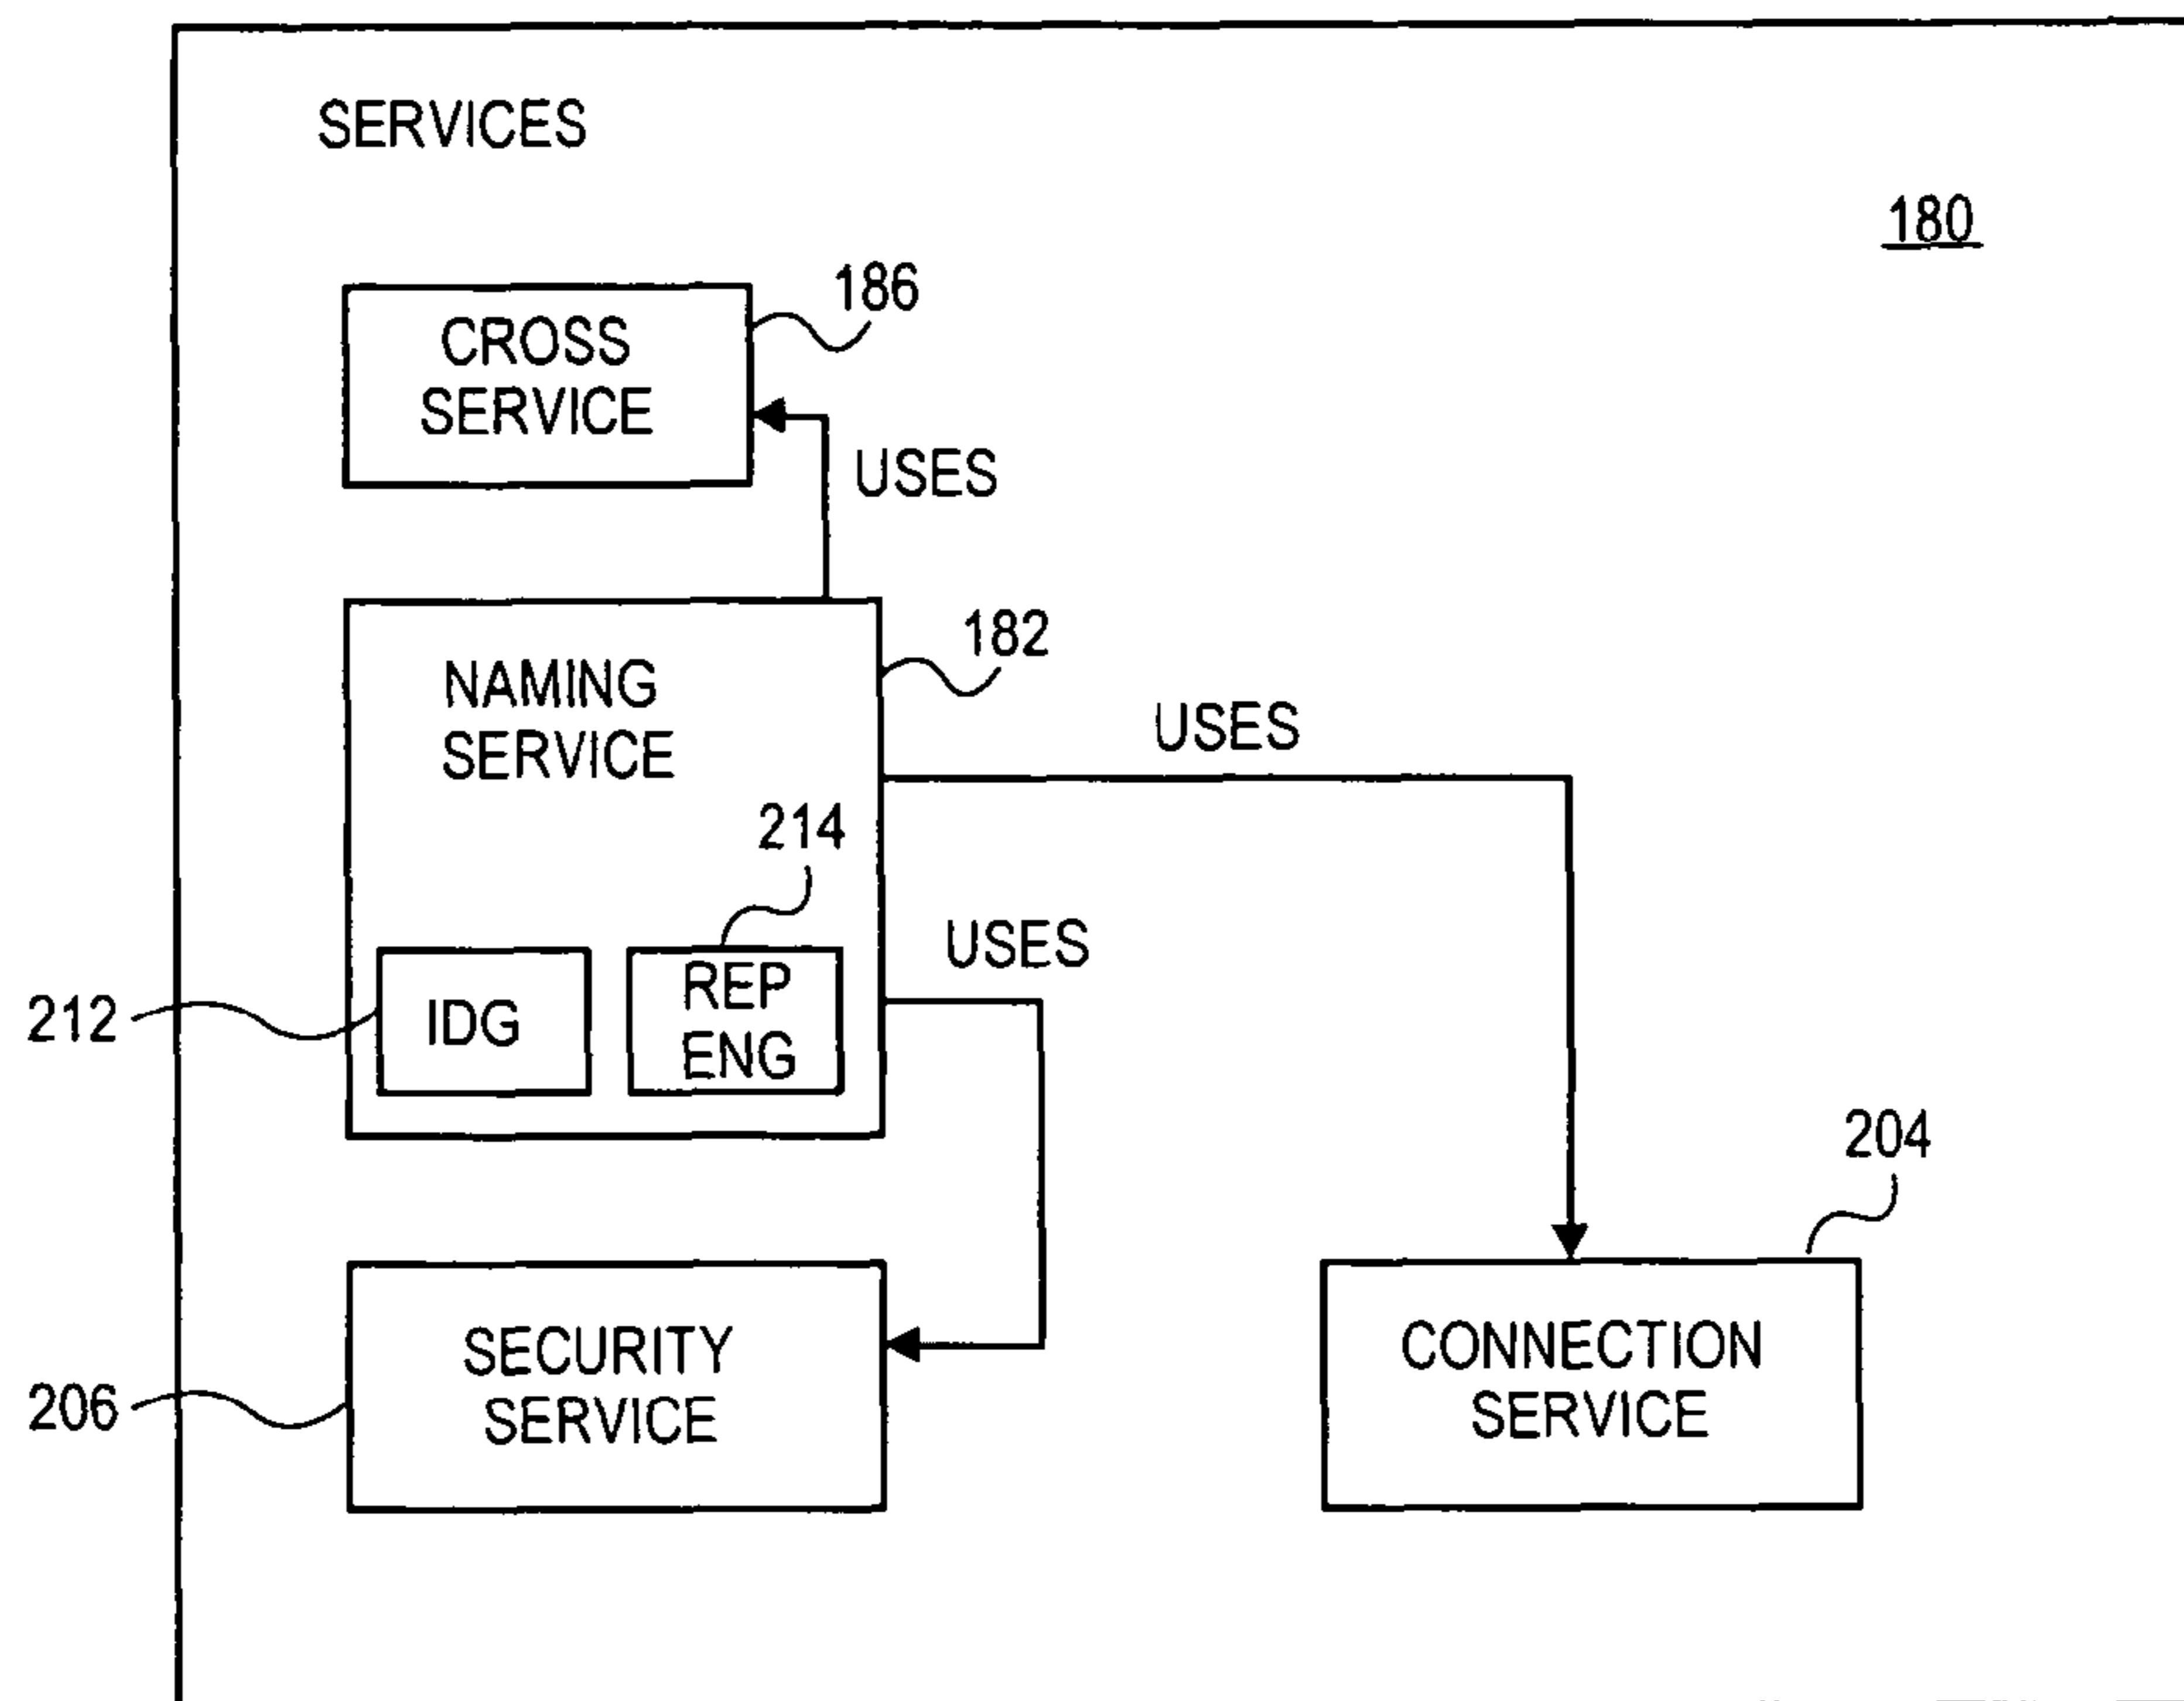 SERVICES
180
186
CROSS
SERVICE
USES
182
NAMING
SERVICE
USES
214
USES
212
IDG
REP
ENG
204
206
SECURITY
SERVICE
CONNECTION
SERVICE